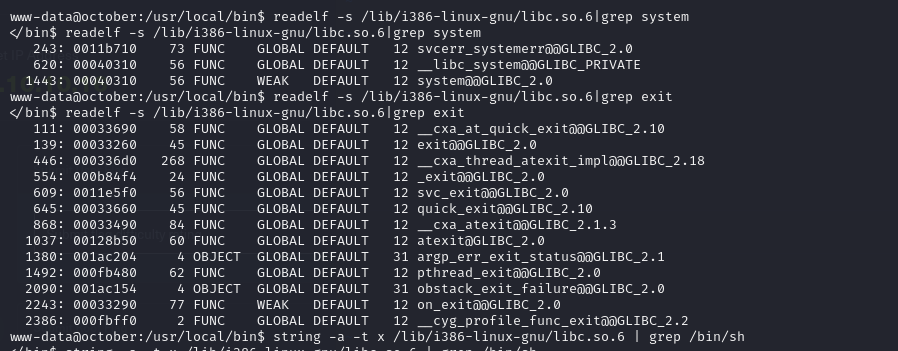 www-data@october:/usr/local/bin$ readelf -s /lib/i386-linux-gnu/libc.so.6|grep system
</bin$ readelf -s /lib/i386-linux-gnu/libc.so.6|grep system
   243: 0011b710    73 FUNC    GLOBAL DEFAULT   12 svcerr_systemerr@@GLIBC_2.0
   620: 00040310    56 FUNC    GLOBAL DEFAULT   12 __libc_system@@GLIBC_PRIVATE
  1443: 00040310    56 FUNC    WEAK   DEFAULT   12 system@@GLIBC_2.0
www-data@october:/usr/local/bin$ readelf -s /lib/i386-linux-gnu/libc.so.6|grep exit
</bin$ readelf -s /lib/i386-linux-gnu/libc.so.6|grep exit
   111: 00033690    58 FUNC    GLOBAL DEFAULT   12 __cxa_at_quick_exit@@GLIBC_2.10
   139: 00033260    45 FUNC    GLOBAL DEFAULT   12 exit@@GLIBC_2.0
   446: 000336d0   268 FUNC    GLOBAL DEFAULT   12 __cxa_thread_atexit_impl@@GLIBC_2.18
   554: 000b84f4    24 FUNC    GLOBAL DEFAULT   12 _exit@@GLIBC_2.0
   609: 0011e5f0    56 FUNC    GLOBAL DEFAULT   12 svc_exit@@GLIBC_2.0
   645: 00033660    45 FUNC    GLOBAL DEFAULT   12 quick_exit@@GLIBC_2.10
   868: 00033490    84 FUNC    GLOBAL DEFAULT   12 __cxa_atexit@@GLIBC_2.1.3
  1037: 00128b50    60 FUNC    GLOBAL DEFAULT   12 atexit@GLIBC_2.0
  1380: 001ac204     4 OBJECT  GLOBAL DEFAULT   31 argp_err_exit_status@@GLIBC_2.1
  1492: 000fb480    62 FUNC    GLOBAL DEFAULT   12 pthread_exit@@GLIBC_2.0
  2090: 001ac154     4 OBJECT  GLOBAL DEFAULT   31 obstack_exit_failure@@GLIBC_2.0
  2243: 00033290    77 FUNC    WEAK   DEFAULT   12 on_exit@@GLIBC_2.0
  2386: 000fbff0     2 FUNC    GLOBAL DEFAULT   12 __cyg_profile_func_exit@@GLIBC_2.2
www-data@october:/usr/local/bin$ string -a -t x /lib/i386-linux-gnu/libc.so.6 | grep /bin/sh
</bin$ string -a -t x /lib/i386-linux-gnu/libc.so.6 | grep /bin/sh